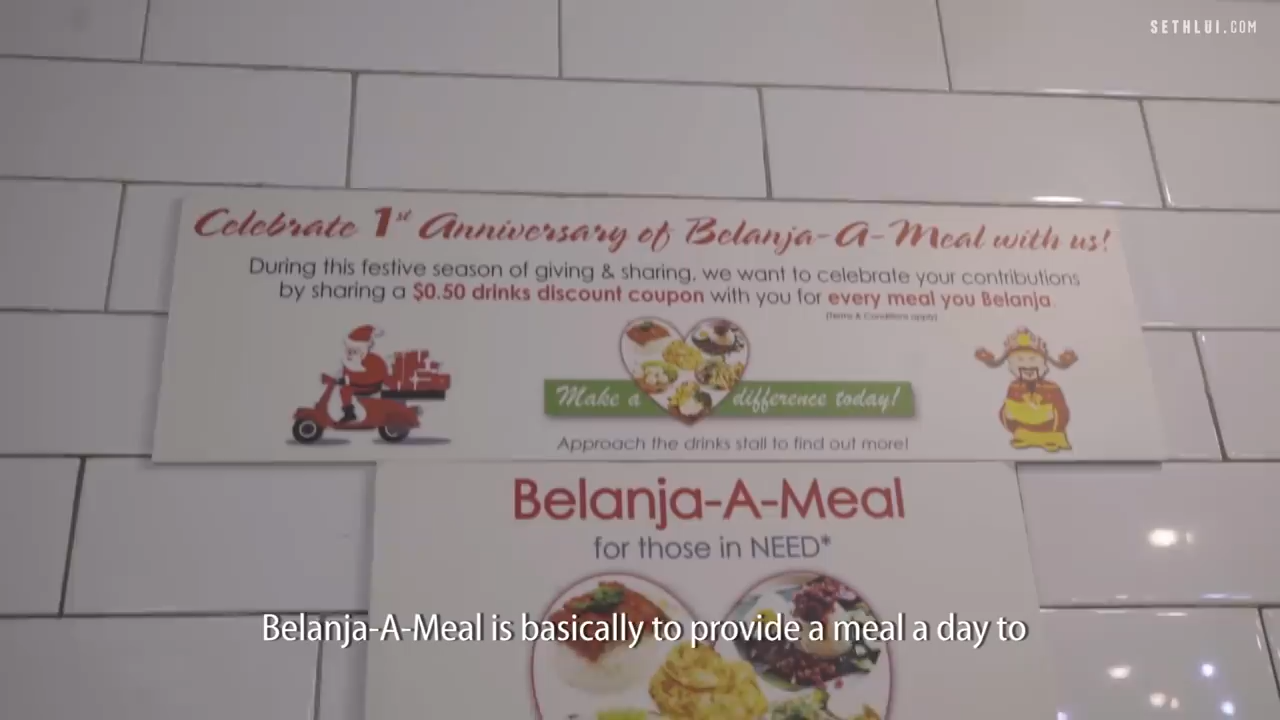 SETHLUI.COM
Celebrate 1st Anniversary of Belanja-A-Meal with us!
During this festive season of giving & sharing, we want to celebrate your contributions
by sharing a $0.50 drinks discount coupon with you for every meal you Belanja
(Terms & Conditions apply)
Make a difference today!
Approach the drinks stall to find out more!
Belanja-A-Meal
for those in NEED*
Belanja-A-Meal is basically to provide a meal a day to